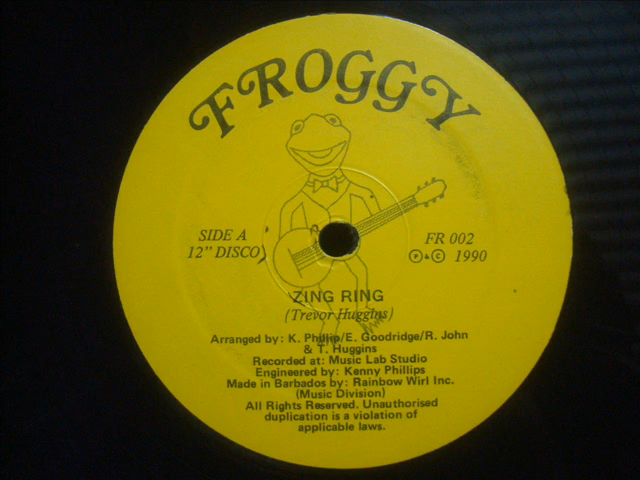 FROGGY
SIDE A
12" DISCO
FR 002
Ⓟ & Ⓒ 1990
ZING RING
(Trevor Huggins)
Arranged by: K. Phillip/E. Goodridge/R. John
& T. Huggins
Recorded at: Music Lab Studio
Engineered by: Kenny Phillips
Made in Barbados by: Rainbow Wirl Inc.
(Music Division)
All Rights Reserved. Unauthorised
duplication is a violation of
applicable laws.